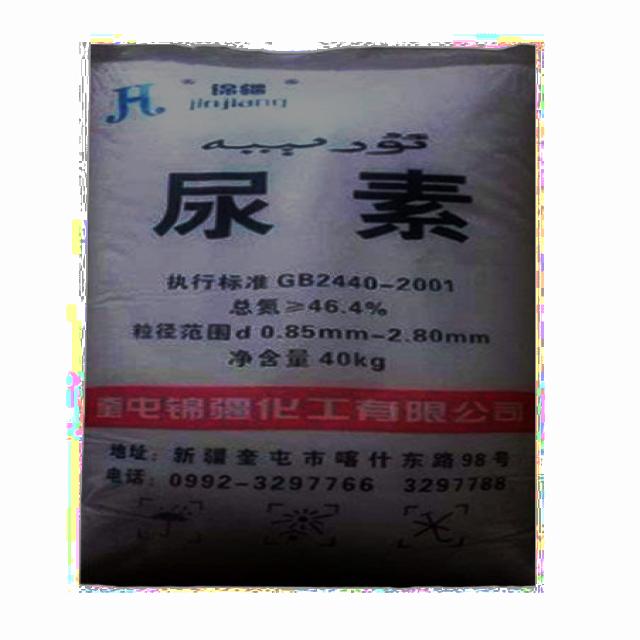 锦疆
jinjiang
尿素
执行标准 GB2440-2001
总氮≥46.4%
粒径范围d 0.85mm-2.80mm
净含量 40kg
奎屯锦疆化工有限公司
地址：新疆奎屯市喀什东路98号
电话：0992-3297766 3297788